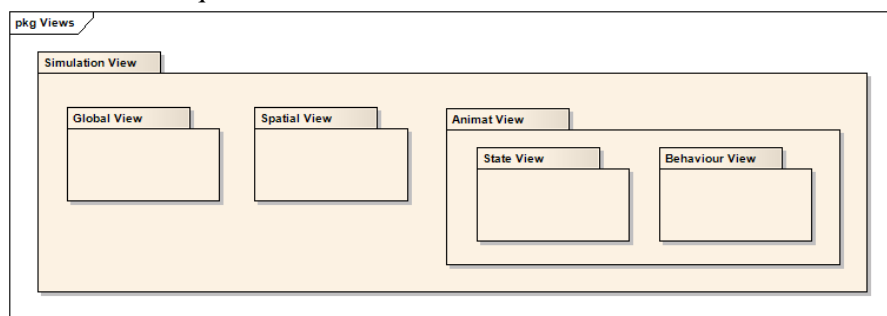 pkg Views
Simulation View
Global View
Spatial View
Animat View
State View
Behaviour View